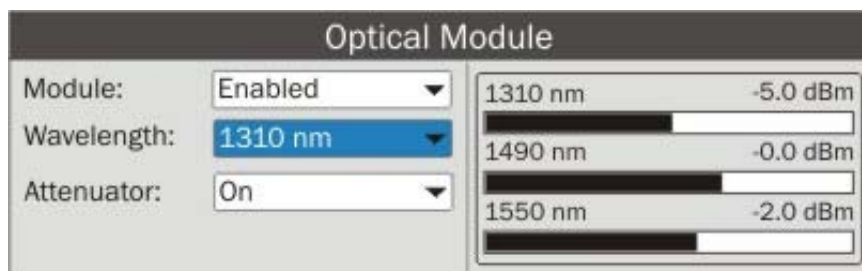 Optical Module
Module: Enabled
Wavelength: 1310 nm
Attenuator: On
1310 nm -5.0 dBm
1490 nm -0.0 dBm
1550 nm -2.0 dBm